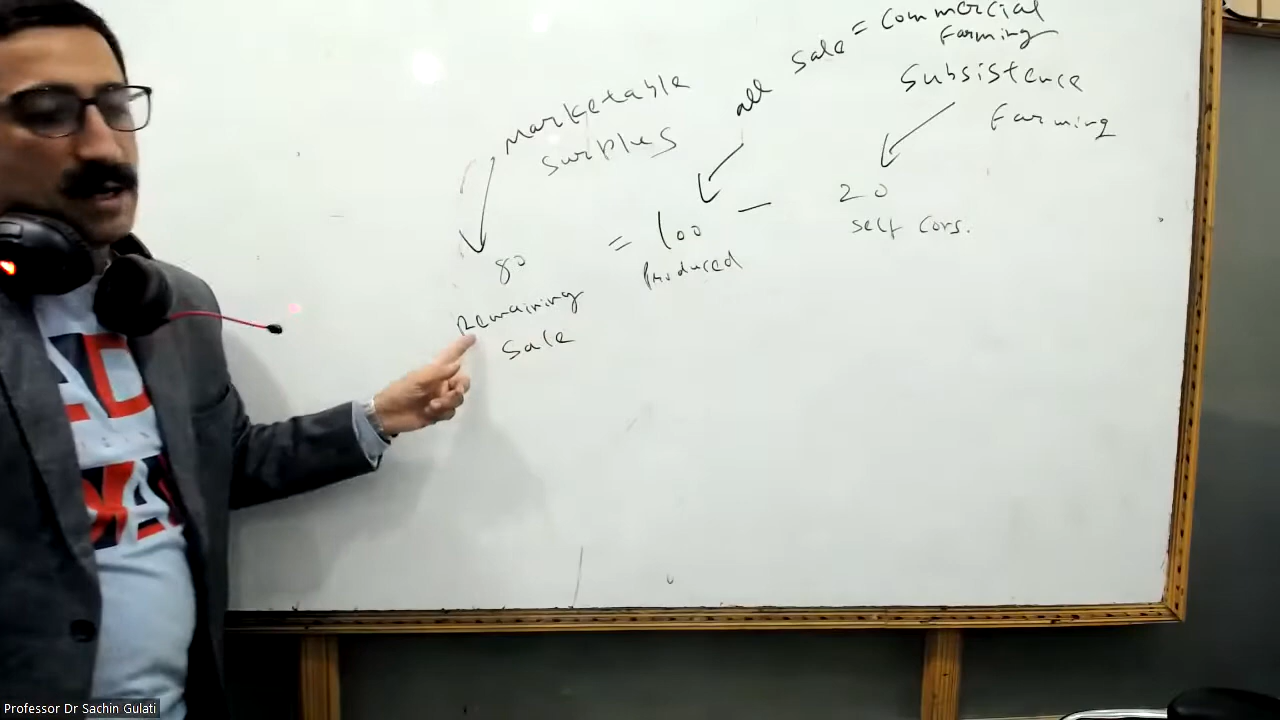 all sale = Commercial
Farming
Marketable
Surplus
Subsistence
Farming
80 = 100 - 20
Remaining
Sale
Produced
self Cons.
Professor Dr Sachin Gulati